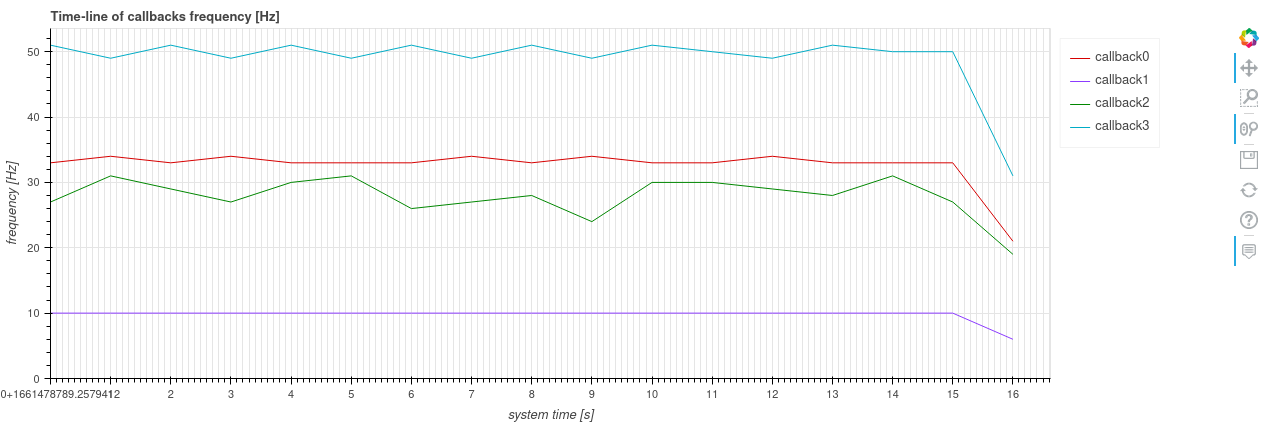 Time-line of callbacks frequency [Hz]
50
40
30
20
10
0
frequency [Hz]
0+1661478789.2579412 2 3 4 5 6 7 8 9 10 11 12 13 14 15 16
system time [s]
callback0
callback1
callback2
callback3
?